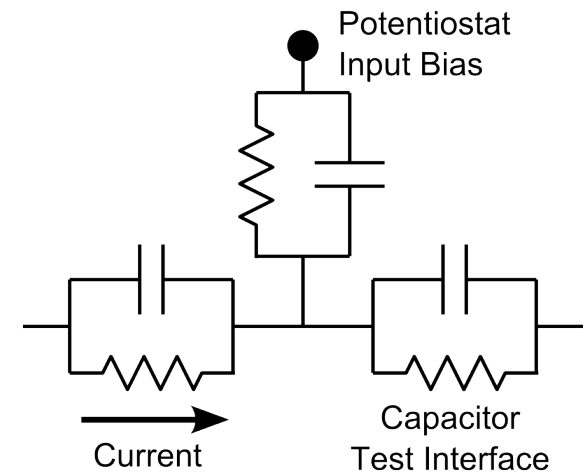 Potentiostat
Input Bias
Current
Capacitor
Test Interface